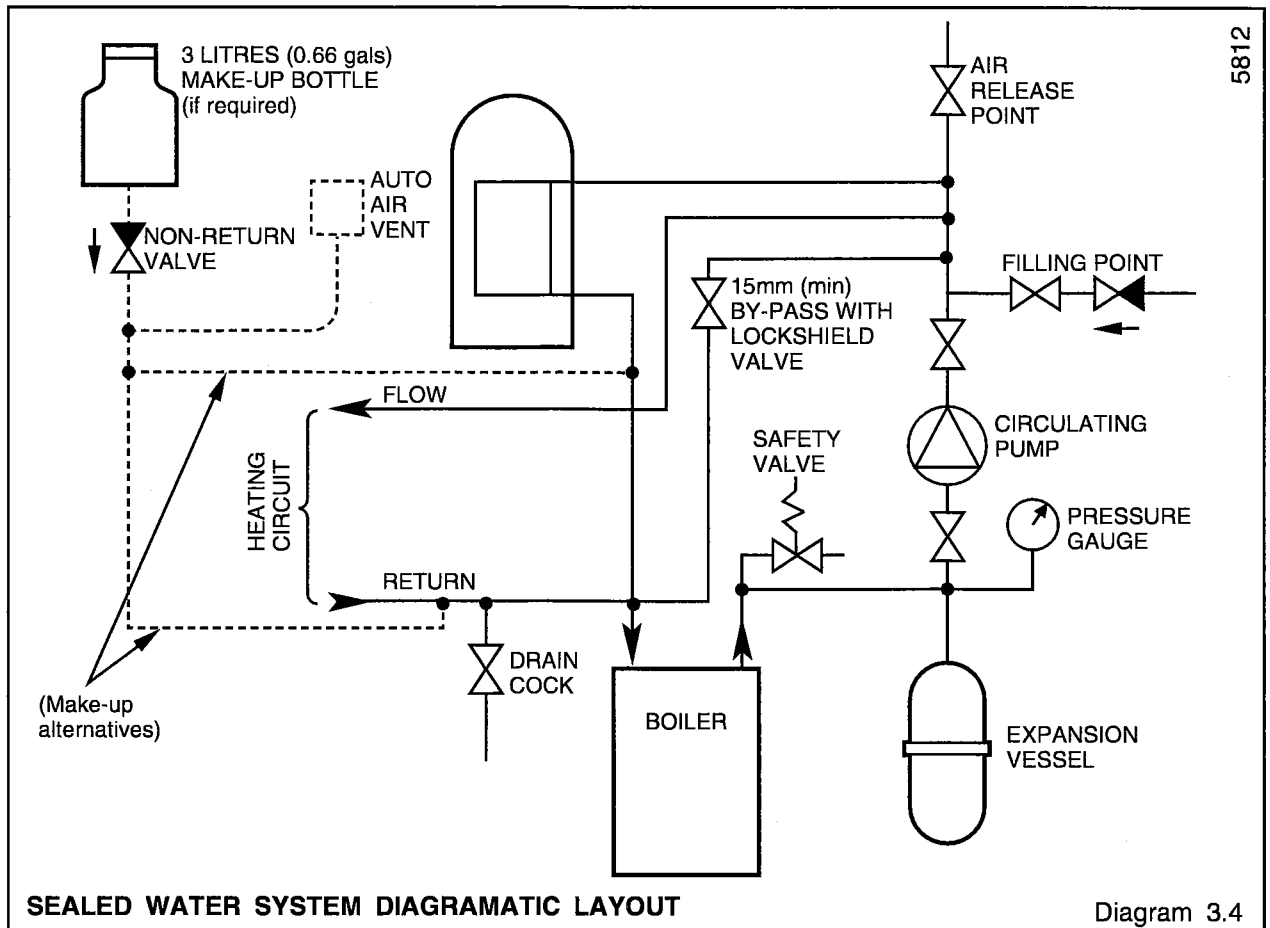 5812
3 LITRES (0.66 gals)
MAKE-UP BOTTLE
(if required)
AIR
RELEASE
POINT
AUTO
AIR
VENT
NON-RETURN
VALVE
FILLING POINT
15mm (min)
BY-PASS WITH
LOCKSHIELD
VALVE
FLOW
CIRCULATING
PUMP
SAFETY
VALVE
HEATING
CIRCUIT
PRESSURE
GAUGE
RETURN
DRAIN
COCK
(Make-up
alternatives)
BOILER
EXPANSION
VESSEL
SEALED WATER SYSTEM DIAGRAMATIC LAYOUT
Diagram 3.4